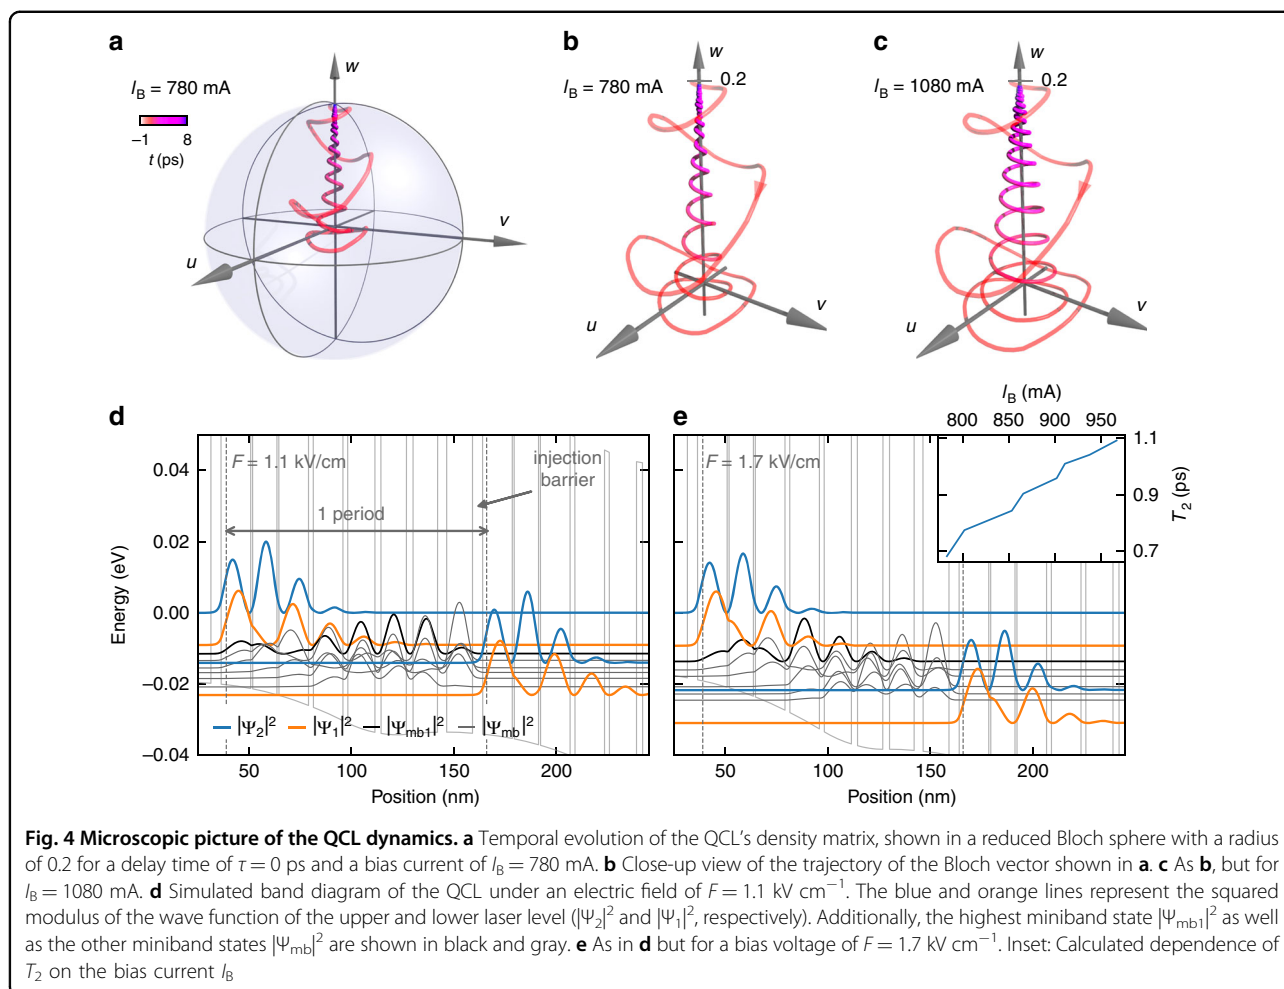 a
b
c
w
w
w
I_B = 780 mA
I_B = 780 mA
0.2
I_B = 1080 mA
0.2
−1
8
t (ps)
v
u
u
v
u
v
d
e
F = 1.1 kV/cm
injection
barrier
1 period
0.04
0.02
0.00
−0.02
−0.04
Energy (eV)
|Ψ₂|²
|Ψ₁|²
|Ψ_mb1|²
|Ψ_mb|²
50
100
150
200
Position (nm)
F = 1.7 kV/cm
I_B (mA)
800
850
900
950
1.1
0.9
0.7
T₂ (ps)
50
100
150
200
Position (nm)
Fig. 4 Microscopic picture of the QCL dynamics. a Temporal evolution of the QCL's density matrix, shown in a reduced Bloch sphere with a radius
of 0.2 for a delay time of τ = 0 ps and a bias current of I_B = 780 mA. b Close-up view of the trajectory of the Bloch vector shown in a. c As b, but for
I_B = 1080 mA. d Simulated band diagram of the QCL under an electric field of F = 1.1 kV cm⁻¹. The blue and orange lines represent the squared
modulus of the wave function of the upper and lower laser level (|Ψ₂|² and |Ψ₁|², respectively). Additionally, the highest miniband state |Ψ_mb1|² as well
as the other miniband states |Ψ_mb|² are shown in black and gray. e As in d but for a bias voltage of F = 1.7 kV cm⁻¹. Inset: Calculated dependence of
T₂ on the bias current I_B